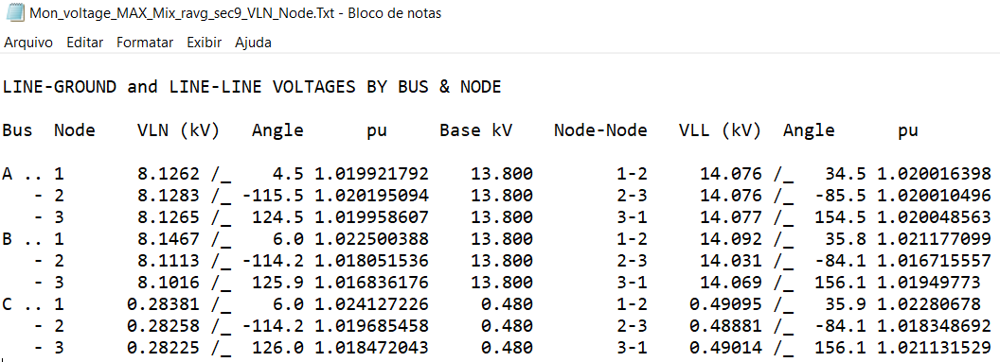 Mon_voltage_MAX_Mix_ravg_sec9_VLN_Node.Txt - Bloco de notas
Arquivo Editar Formatar Exibir Ajuda
LINE-GROUND and LINE-LINE VOLTAGES BY BUS & NODE
Bus Node VLN (kV) Angle pu Base kV Node-Node VLL (kV) Angle pu
A .. 1 8.1262 /_ 4.5 1.019921792 13.800 1-2 14.076 /_ 34.5 1.020016398
- 2 8.1283 /_ -115.5 1.020195094 13.800 2-3 14.076 /_ -85.5 1.020010496
- 3 8.1265 /_ 124.5 1.019958607 13.800 3-1 14.077 /_ 154.5 1.020048563
B .. 1 8.1467 /_ 6.0 1.022500388 13.800 1-2 14.092 /_ 35.8 1.021177099
- 2 8.1113 /_ -114.2 1.018051536 13.800 2-3 14.031 /_ -84.1 1.016715557
- 3 8.1016 /_ 125.9 1.016836176 13.800 3-1 14.069 /_ 156.1 1.01949773
C .. 1 0.28381 /_ 6.0 1.024127226 0.480 1-2 0.49095 /_ 35.9 1.02280678
- 2 0.28258 /_ -114.2 1.019685458 0.480 2-3 0.48881 /_ -84.1 1.018348692
- 3 0.28225 /_ 126.0 1.018472043 0.480 3-1 0.49014 /_ 156.1 1.021131529